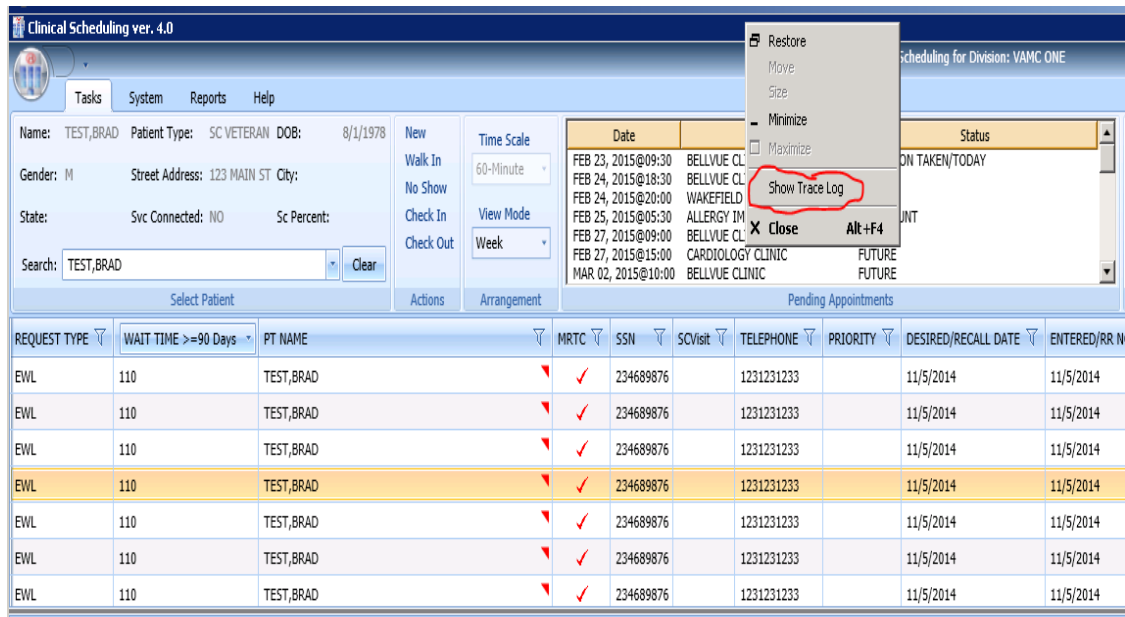 Clinical Scheduling ver. 4.0
Scheduling for Division: VAMC ONE
Restore
Move
Size
Minimize
Maximize
Show Trace Log
X Close Alt+F4
Tasks System Reports Help
Name: TEST,BRAD Patient Type: SC VETERAN DOB: 8/1/1978
Gender: M Street Address: 123 MAIN ST City:
State: Svc Connected: NO Sc Percent:
Search: TEST,BRAD Clear
Select Patient
New
Walk In
No Show
Check In
Check Out
Actions
Time Scale
60-Minute
View Mode
Week
Arrangement
Date Status
FEB 23, 2015@09:30 BELLVUE CL ON TAKEN/TODAY
FEB 24, 2015@18:30 BELLVUE CL
FEB 24, 2015@20:00 WAKEFIELD
FEB 25, 2015@05:30 ALLERGY IM UNT
FEB 27, 2015@09:00 BELLVUE CL
FEB 27, 2015@15:00 CARDIOLOGY CLINIC FUTURE
MAR 02, 2015@10:00 BELLVUE CLINIC FUTURE
Pending Appointments
REQUEST TYPE WAIT TIME >=90 Days PT NAME MRTC SSN SCVisit TELEPHONE PRIORITY DESIRED/RECALL DATE ENTERED/RR N
EWL 110 TEST,BRAD 234689876 1231231233 11/5/2014 11/5/2014
EWL 110 TEST,BRAD 234689876 1231231233 11/5/2014 11/5/2014
EWL 110 TEST,BRAD 234689876 1231231233 11/5/2014 11/5/2014
EWL 110 TEST,BRAD 234689876 1231231233 11/5/2014 11/5/2014
EWL 110 TEST,BRAD 234689876 1231231233 11/5/2014 11/5/2014
EWL 110 TEST,BRAD 234689876 1231231233 11/5/2014 11/5/2014
EWL 110 TEST,BRAD 234689876 1231231233 11/5/2014 11/5/2014